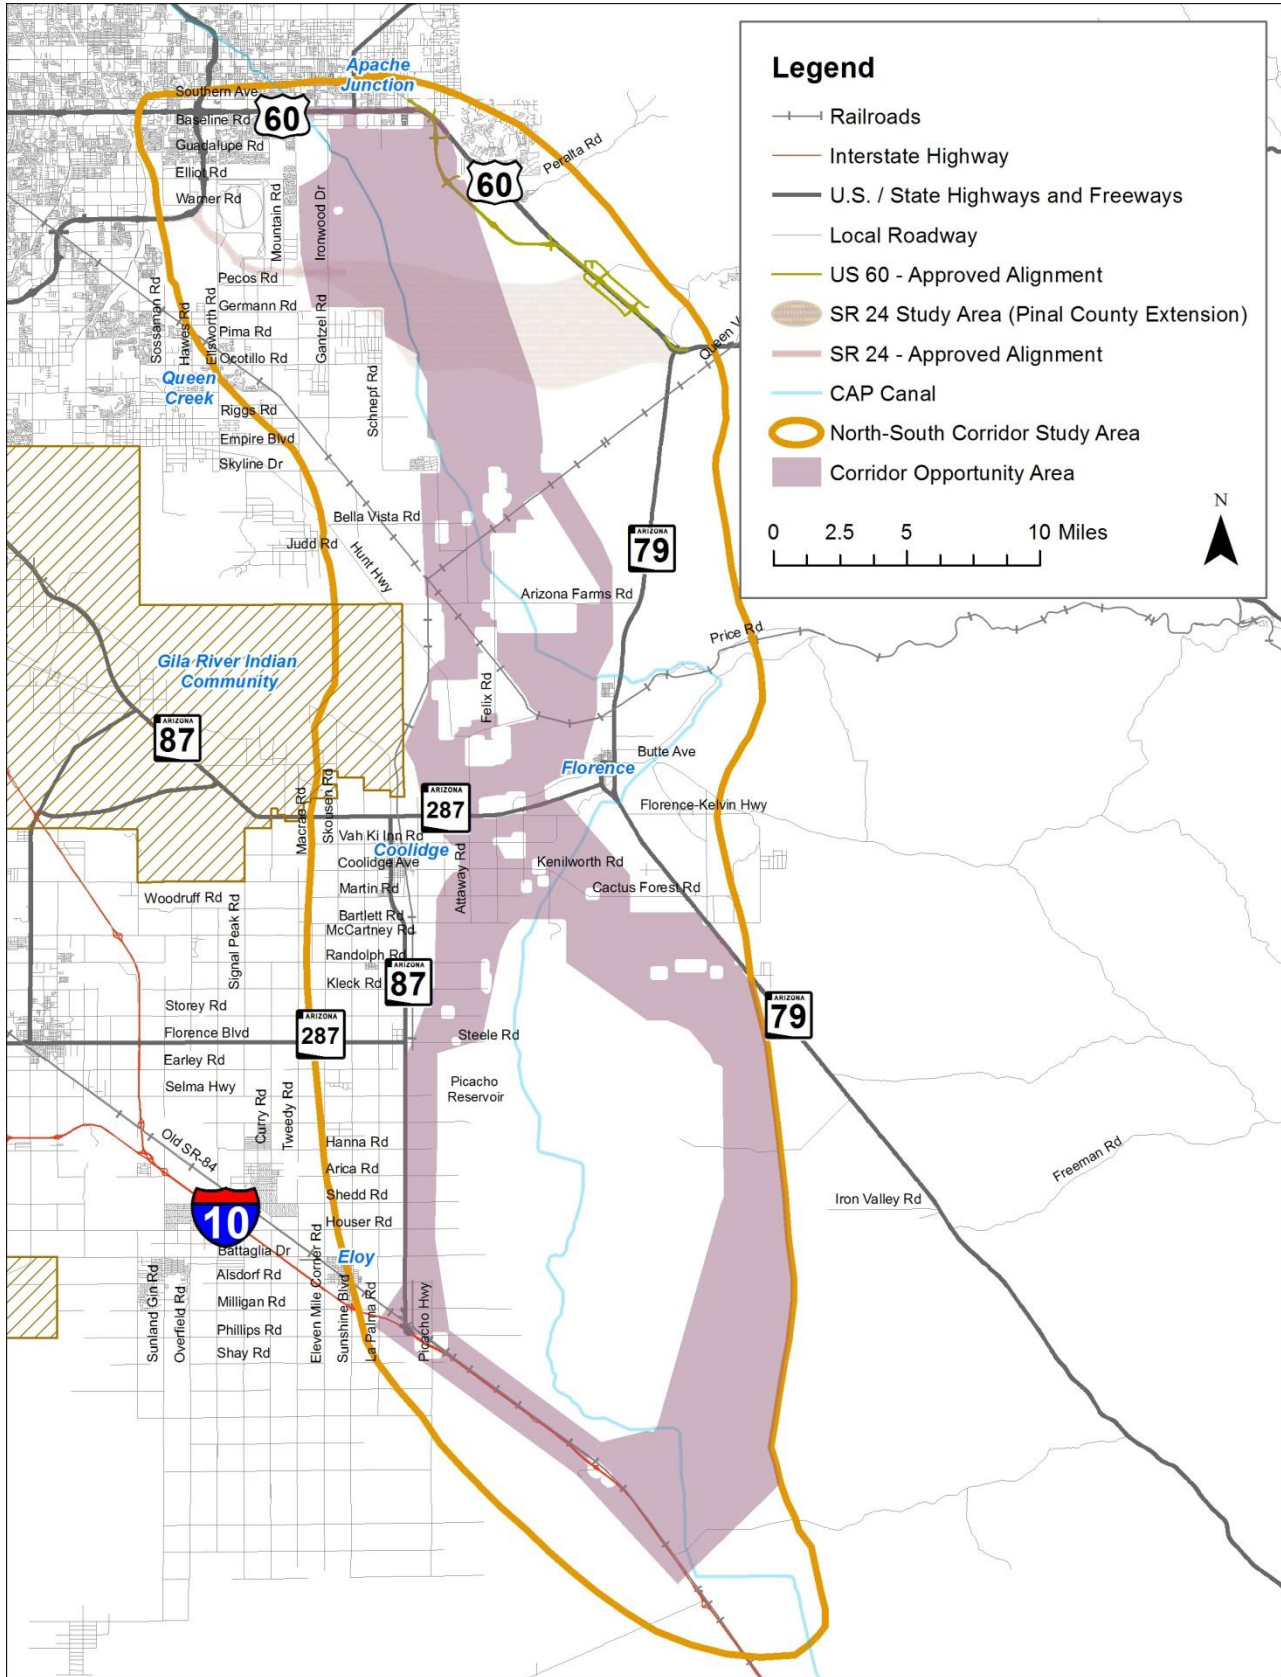 Apache
Junction
Southern Ave
60
Baseline Rd
Guadalupe Rd
Elliot Rd
Warner Rd
60
Peralta Rd
Mountain Rd
Ironwood Dr
Pecos Rd
Germann Rd
Pima Rd
Ocotillo Rd
Sossaman Rd
Hawes Rd
Ellsworth Rd
Gantzel Rd
Schnepf Rd
Queen
Creek
Riggs Rd
Empire Blvd
Skyline Dr
Queen V
Legend
Railroads
Interstate Highway
U.S. / State Highways and Freeways
Local Roadway
US 60 - Approved Alignment
SR 24 Study Area (Pinal County Extension)
SR 24 - Approved Alignment
CAP Canal
North-South Corridor Study Area
Corridor Opportunity Area
N
0 2.5 5 10 Miles
Bella Vista Rd
Judd Rd
Hunt Hwy
ARIZONA
79
Arizona Farms Rd
Price Rd
Gila River Indian
Community
Felix Rd
ARIZONA
87
Butte Ave
Florence
ARIZONA
287
Florence-Kelvin Hwy
Macrae Rd
Skousen Rd
Vah Ki Inn Rd
Coolidge
Coolidge Ave
Attaway Rd
Kenilworth Rd
Martin Rd
Cactus Forest Rd
Woodruff Rd
Signal Peak Rd
Bartlett Rd
McCartney Rd
Randolph Rd
Kleck Rd
ARIZONA
87
Storey Rd
Florence Blvd
ARIZONA
287
Steele Rd
ARIZONA
79
Earley Rd
Selma Hwy
Picacho
Reservoir
Curry Rd
Tweedy Rd
Old SR-84
Hanna Rd
Arica Rd
Shedd Rd
Houser Rd
Freeman Rd
Iron Valley Rd
10
Battaglia Dr
Eloy
Alsdorf Rd
Milligan Rd
Phillips Rd
Shay Rd
Sunland Gin Rd
Overfield Rd
Eleven Mile Corner Rd
Sunshine Blvd
La Palma Rd
Picacho Hwy